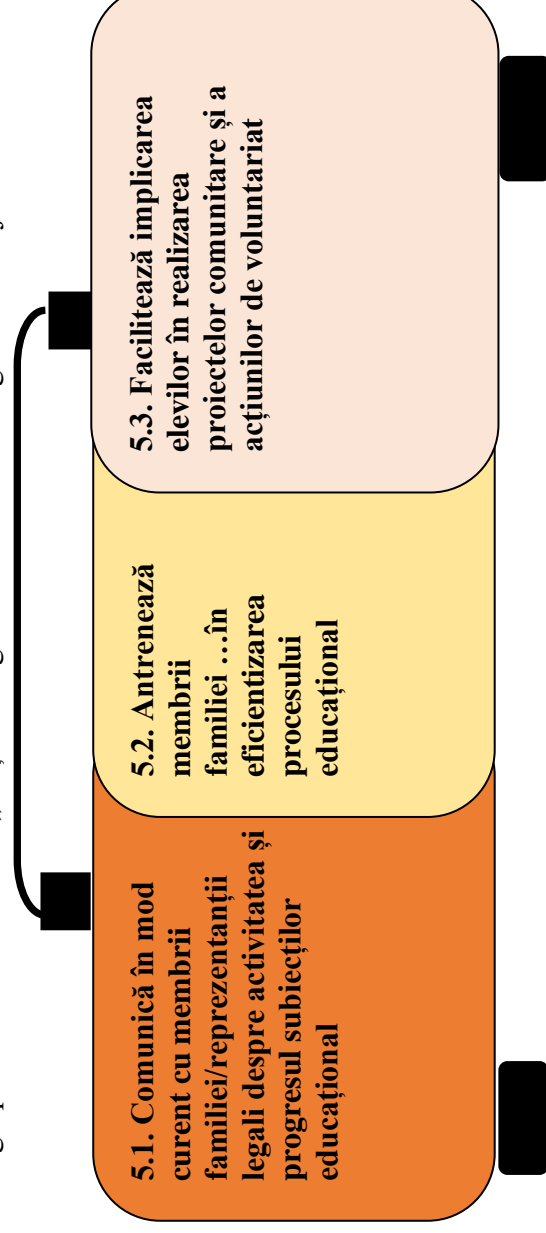 5.1. Comunică în mod
curent cu membrii
familiei/reprezentanții
legali despre activitatea și
progresul subiecților
educațional
5.2. Antrenează
membrii
familiei …în
eficientizarea
procesului
educațional
5.3. Facilitează implicarea
elevilor în realizarea
proiectelor comunitare și a
acțiunilor de voluntariat